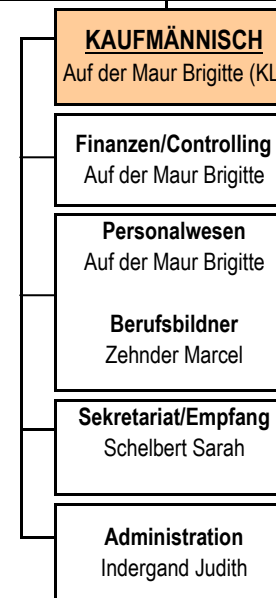 KAUFMÄNNISCH
Auf der Maur Brigitte (KL
Finanzen/Controlling
Auf der Maur Brigitte
Personalwesen
Auf der Maur Brigitte
Berufsbildner
Zehnder Marcel
Sekretariat/Empfang
Schelbert Sarah
Administration
Indergand Judith